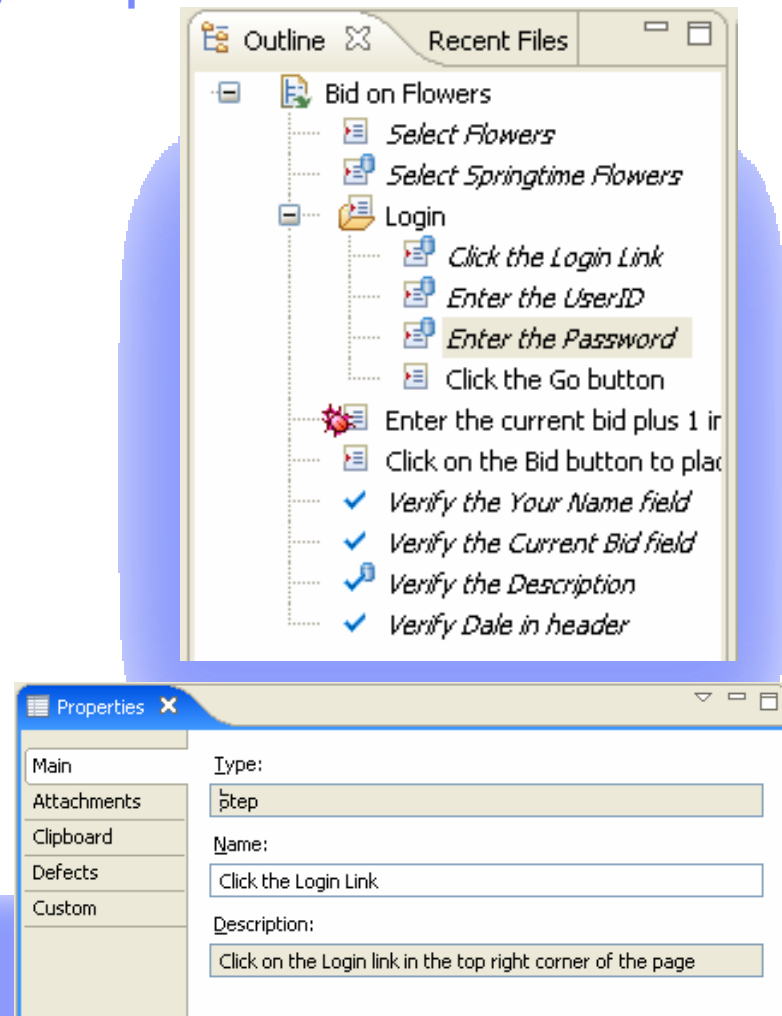 Outline
Recent Files
Bid on Flowers
Select Flowers
Select Springtime Flowers
Login
Click the Login Link
Enter the UserID
Enter the Password
Click the Go button
Enter the current bid plus 1 in
Click on the Bid button to plac
Verify the Your Name field
Verify the Current Bid field
Verify the Description
Verify Dale in header
Properties
Main
Attachments
Clipboard
Defects
Custom
Type:
Step
Name:
Click the Login Link
Description:
Click on the Login link in the top right corner of the page